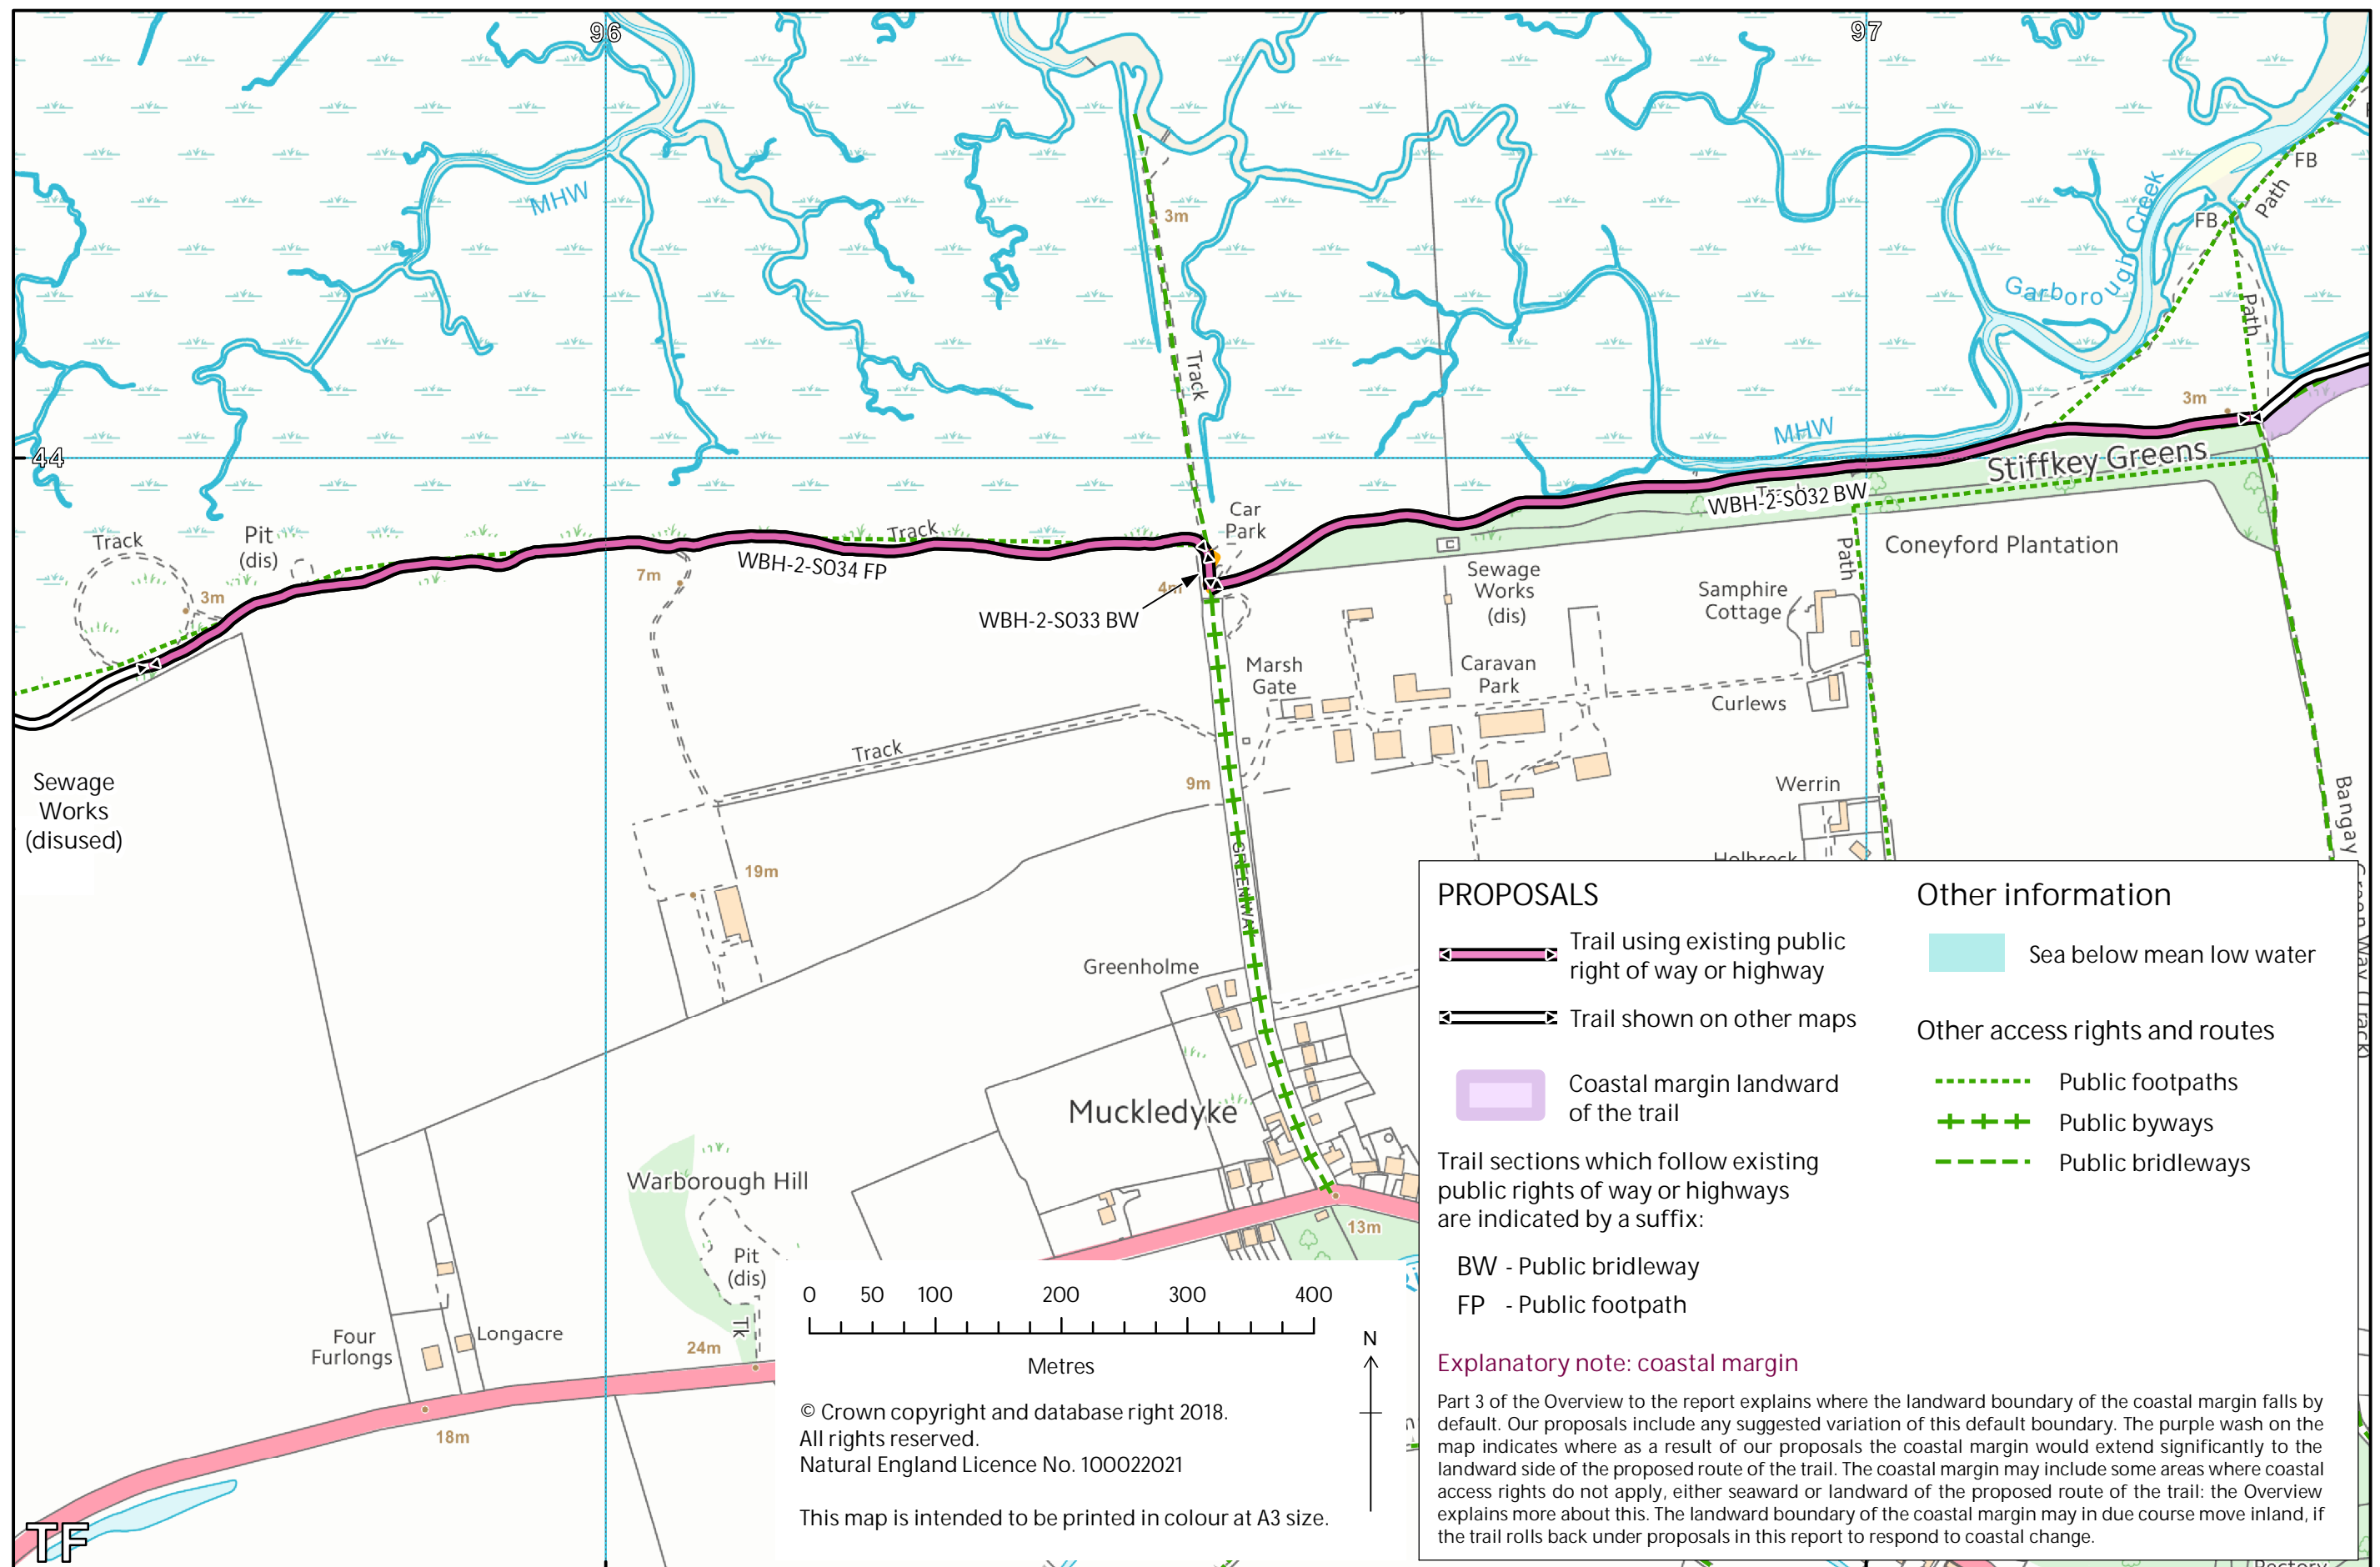 96
97
MHW
3m
FB
Path
FB
Garborough Creek
Path
Track
3m
MHW
44
Stiffkey Greens
WBH-2-S032 BW
Car
Park
Track
Pit
(dis)
Track
WBH-2-S034 FP
7m
3m
4m
WBH-2-S033 BW
Sewage
Works
(dis)
Path
Coneyford Plantation
Samphire
Cottage
Marsh
Gate
Caravan
Park
Curlews
Track
9m
Werrin
Bangay Green Way (Track)
Sewage
Works
(disused)
Holbreck
GREENWAY
19m
Greenholme
Muckledyke
Warborough Hill
Pit
(dis)
Tk
13m
Four
Furlongs
Longacre
24m
18m
TF
0 50 100 200 300 400
Metres
N
© Crown copyright and database right 2018.
All rights reserved.
Natural England Licence No. 100022021
This map is intended to be printed in colour at A3 size.
PROPOSALS
Trail using existing public
right of way or highway
Trail shown on other maps
Coastal margin landward
of the trail
Trail sections which follow existing
public rights of way or highways
are indicated by a suffix:
BW - Public bridleway
FP - Public footpath
Other information
Sea below mean low water
Other access rights and routes
Public footpaths
Public byways
Public bridleways
Explanatory note: coastal margin
Part 3 of the Overview to the report explains where the landward boundary of the coastal margin falls by
default. Our proposals include any suggested variation of this default boundary. The purple wash on the
map indicates where as a result of our proposals the coastal margin would extend significantly to the
landward side of the proposed route of the trail. The coastal margin may include some areas where coastal
access rights do not apply, either seaward or landward of the proposed route of the trail: the Overview
explains more about this. The landward boundary of the coastal margin may in due course move inland, if
the trail rolls back under proposals in this report to respond to coastal change.
Rectory